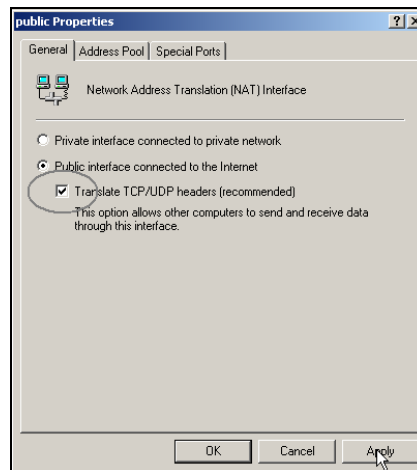 public Properties
General
Address Pool
Special Ports
Network Address Translation (NAT) Interface
Private interface connected to private network
Public interface connected to the Internet
Translate TCP/UDP headers (recommended)
This option allows other computers to send and receive data
through this interface.
OK
Cancel
Apply